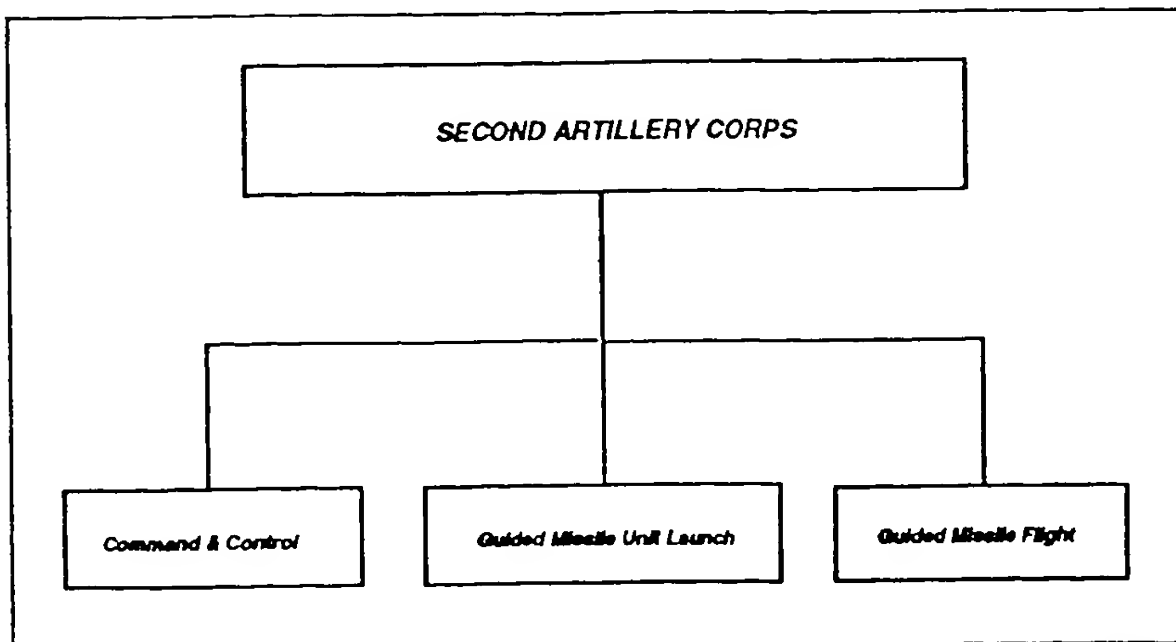 SECOND ARTILLERY CORPS
Command & Control
Guided Missile Unit Launch
Guided Missile Flight